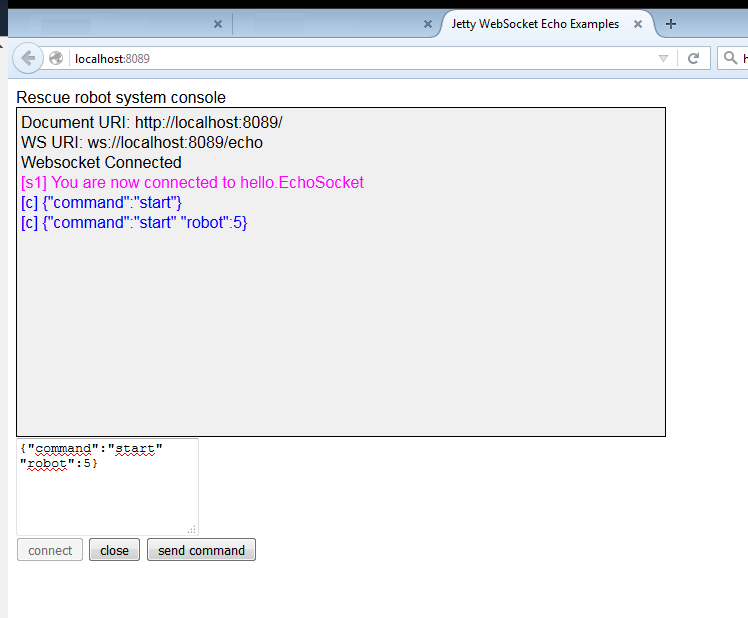 Jetty WebSocket Echo Examples
localhost:8089
h
Rescue robot system console
Document URI: http://localhost:8089/
WS URI: ws://localhost:8089/echo
Websocket Connected
[s1] You are now connected to hello.EchoSocket
[c] {"command":"start"}
[c] {"command":"start" "robot":5}
{"command":"start"
"robot":5}
connect close send command